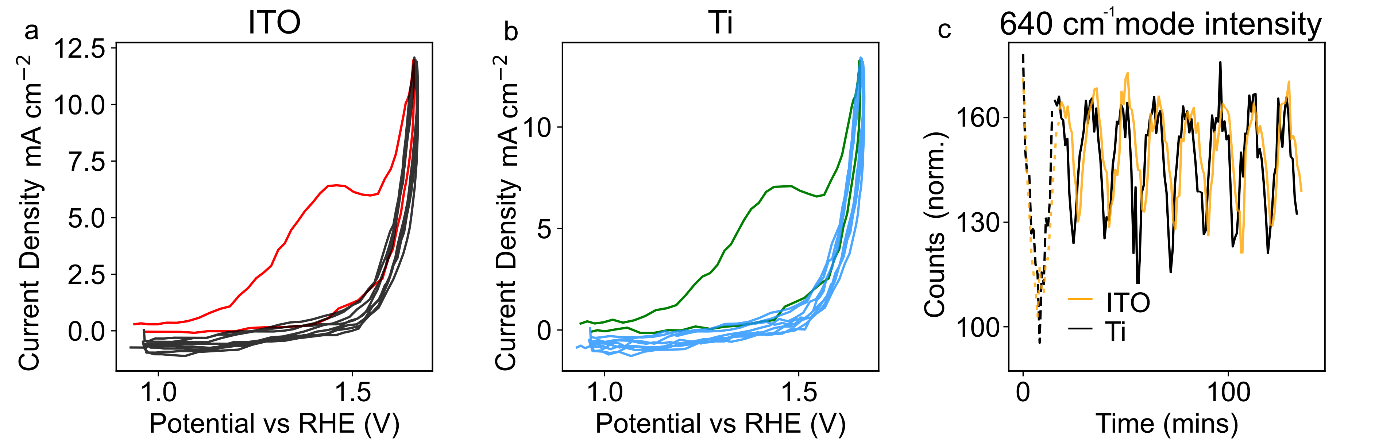 a
ITO
12.5
10.0
7.5
5.0
2.5
0.0
Current Density mA cm⁻²
1.0
1.5
Potential vs RHE (V)
b
Ti
10
5
0
Current Density mA cm⁻²
1.0
1.5
Potential vs RHE (V)
c
640 cm⁻¹mode intensity
160
130
100
Counts (norm.)
ITO
Ti
0
100
Time (mins)